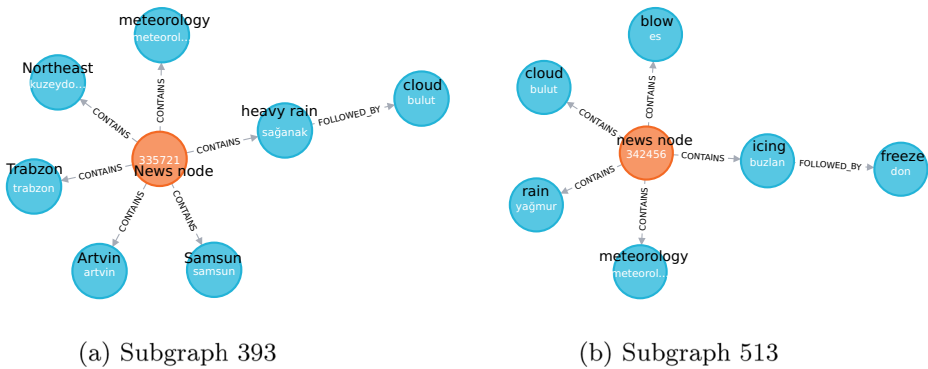 meteorology
meteorol...
Northeast
kuzeydo...
CONTAINS
CONTAINS
cloud
bulut
heavy rain
sağanak
FOLLOWED_BY
CONTAINS
335721
News node
Trabzon
trabzon
CONTAINS
CONTAINS
CONTAINS
Artvin
artvin
Samsun
samsun
(a) Subgraph 393
blow
es
cloud
bulut
CONTAINS
CONTAINS
news node
342456
CONTAINS
icing
buzlan
FOLLOWED_BY
freeze
don
rain
yağmur
CONTAINS
CONTAINS
meteorology
meteorol...
(b) Subgraph 513